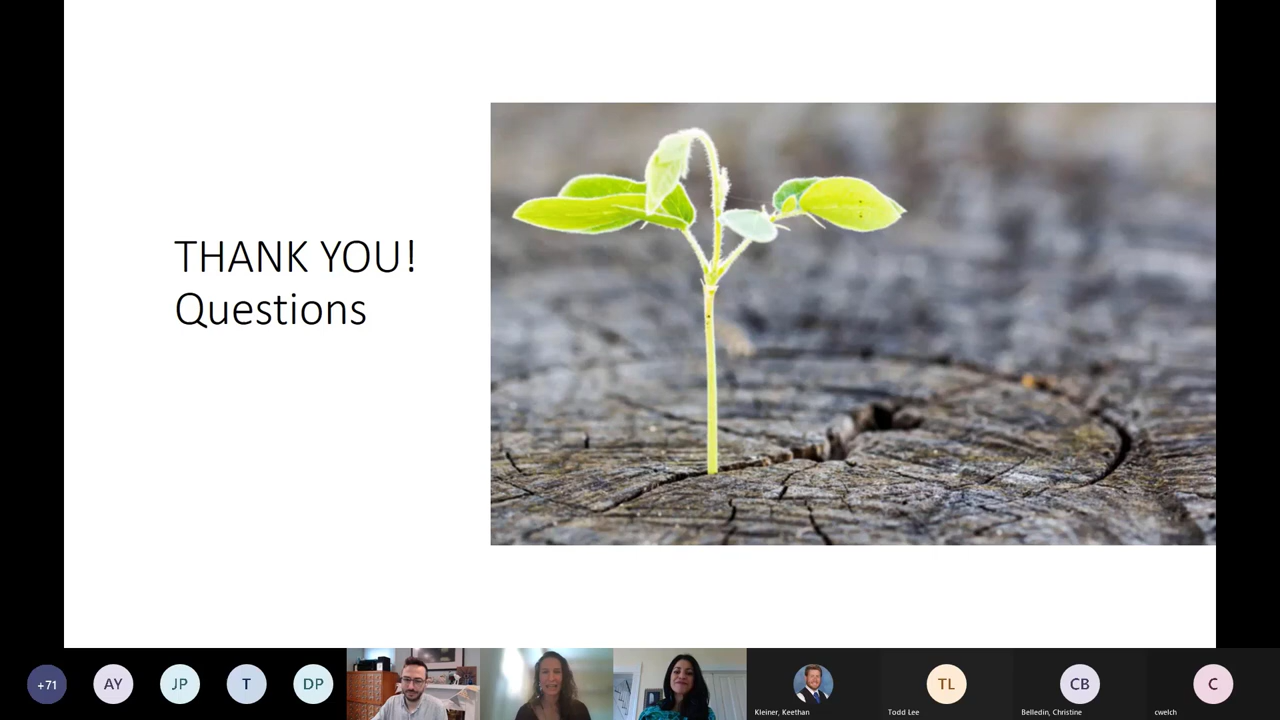 THANK YOU!
Questions
+71
AY
JP
T
DP
Kleiner, Keethan
TL
Todd Lee
CB
Belledin, Christine
C
cwelch